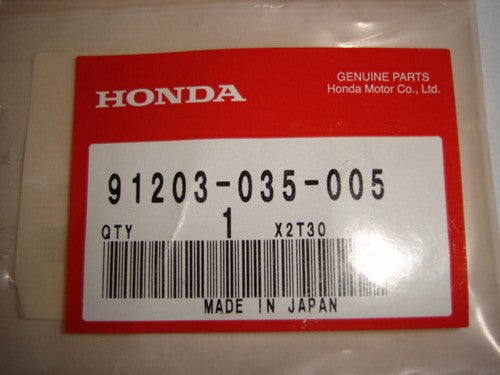 HONDA
GENUINE PARTS
Honda Motor Co., Ltd.
91203-035-005
QTY 1 X2T30
MADE IN JAPAN